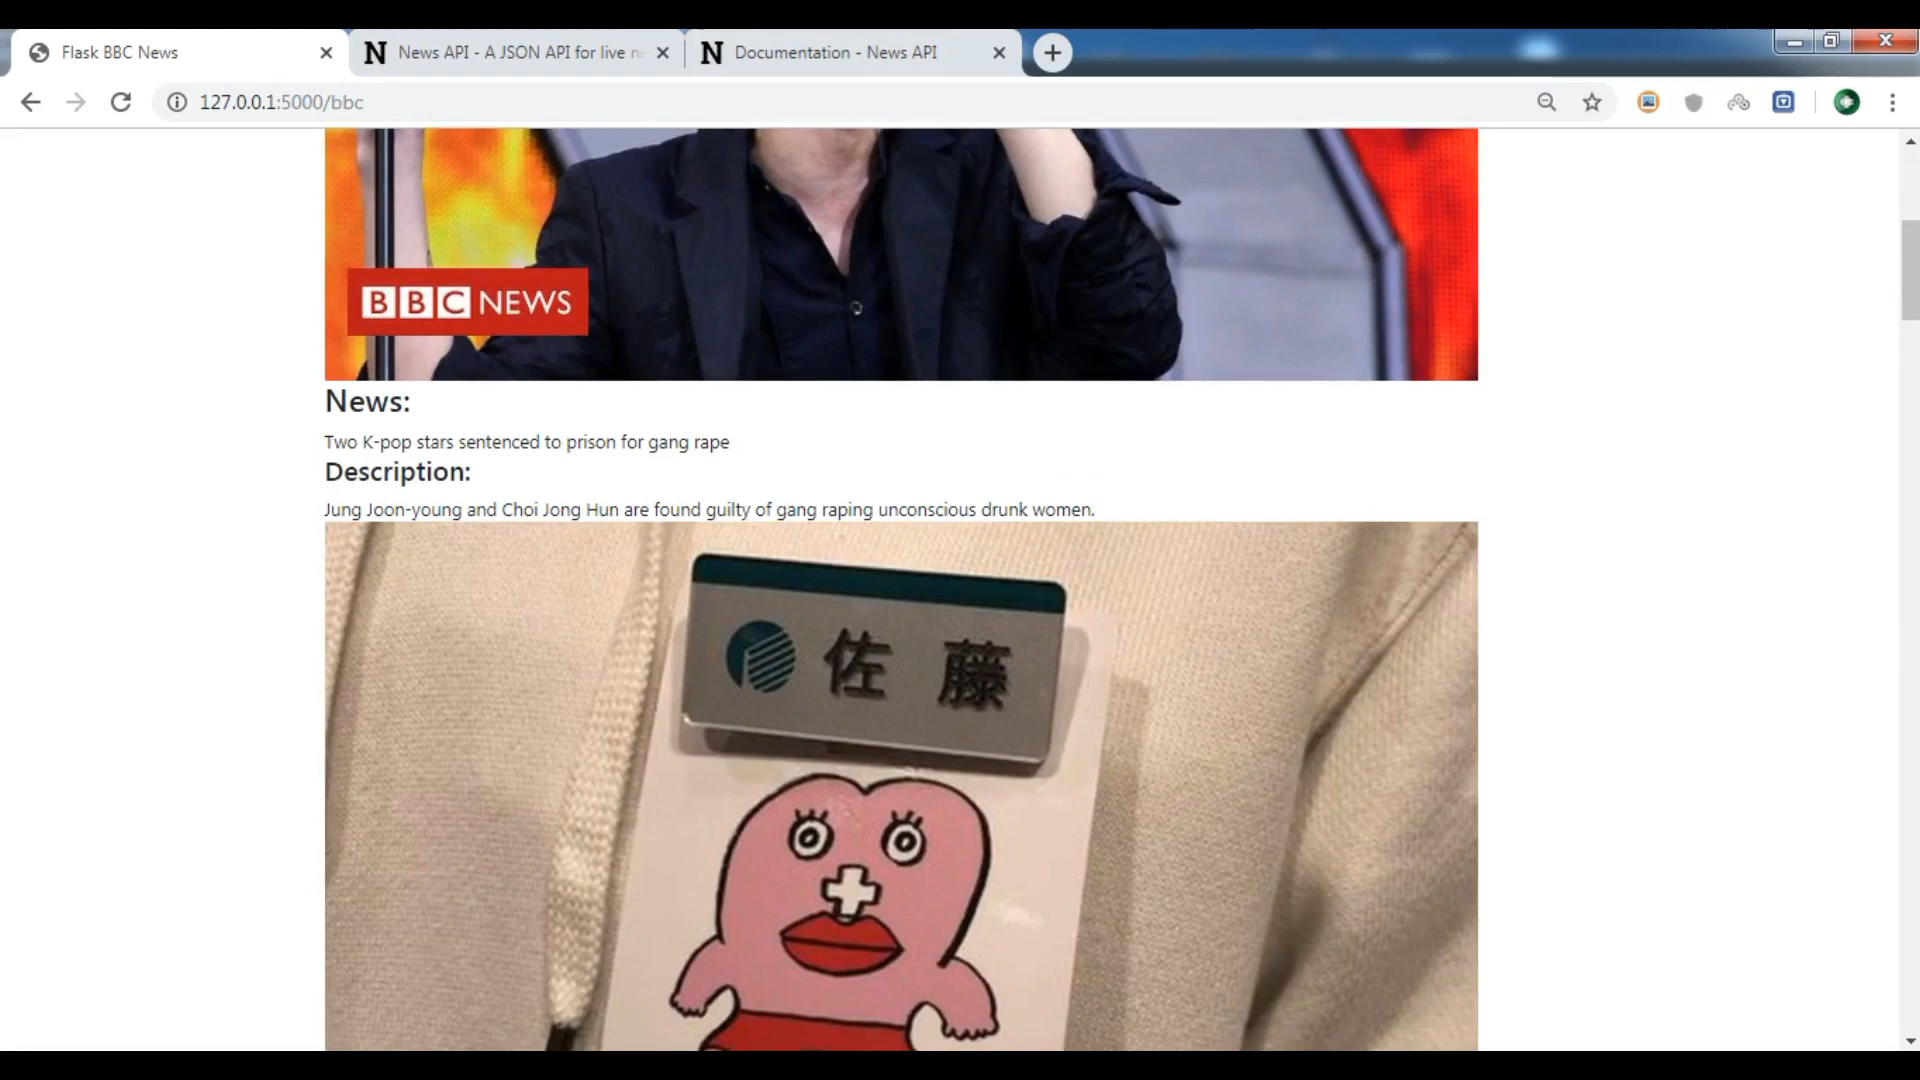 Flask BBC News
News API - A JSON API for live n
Documentation - News API
127.0.0.1:5000/bbc
BBC NEWS
News:
Two K-pop stars sentenced to prison for gang rape
Description:
Jung Joon-young and Choi Jong Hun are found guilty of gang raping unconscious drunk women.
佐藤